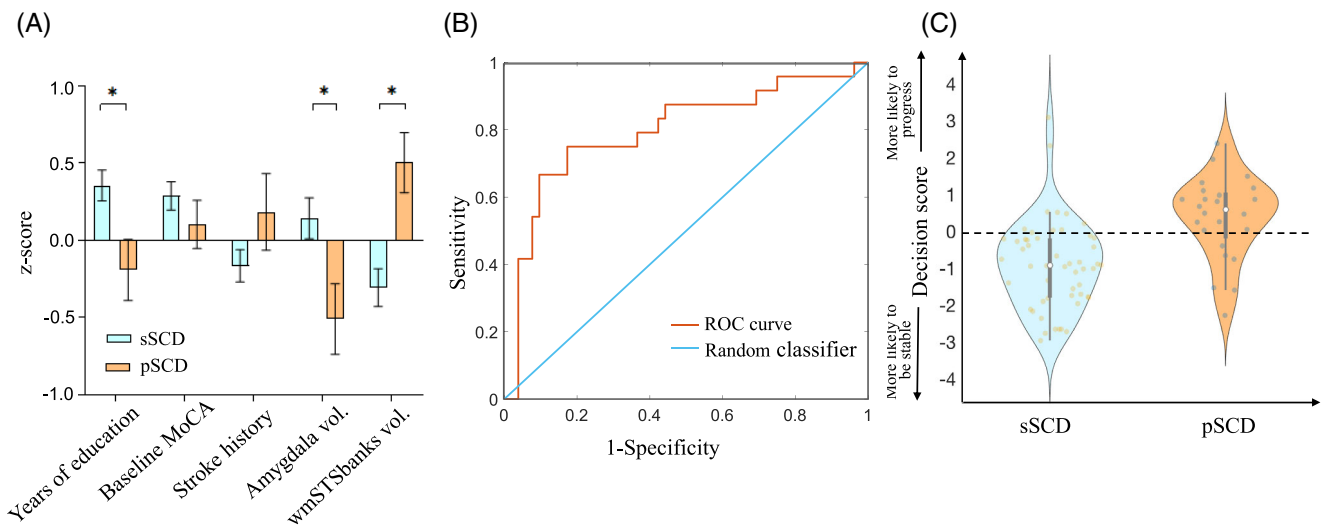 (A)
*
*
*
1.0
0.5
0.0
-0.5
-1.0
z-score
sSCD
pSCD
Years of education
Baseline MoCA
Stroke history
Amygdala vol.
wmSTSbanks vol.
(B)
1
0.8
0.6
0.4
0.2
0
Sensitivity
ROC curve
Random classifier
0
0.2
0.4
0.6
0.8
1
1-Specificity
(C)
More likely to
progress
Decision score
More likely to
be stable
4
3
2
1
0
-1
-2
-3
-4
sSCD
pSCD